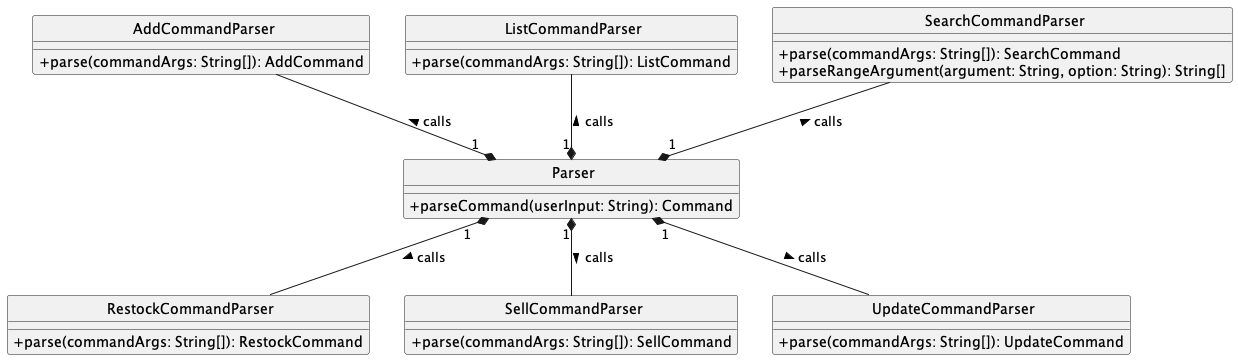 AddCommandParser
+parse(commandArgs: String[]): AddCommand
ListCommandParser
+parse(commandArgs: String[]): ListCommand
SearchCommandParser
+parse(commandArgs: String[]): SearchCommand
+parseRangeArgument(argument: String, option: String): String[]
calls
calls
calls
1
1
1
Parser
+parseCommand(userInput: String): Command
1
1
1
calls
calls
calls
RestockCommandParser
+parse(commandArgs: String[]): RestockCommand
SellCommandParser
+parse(commandArgs: String[]): SellCommand
UpdateCommandParser
+parse(commandArgs: String[]): UpdateCommand